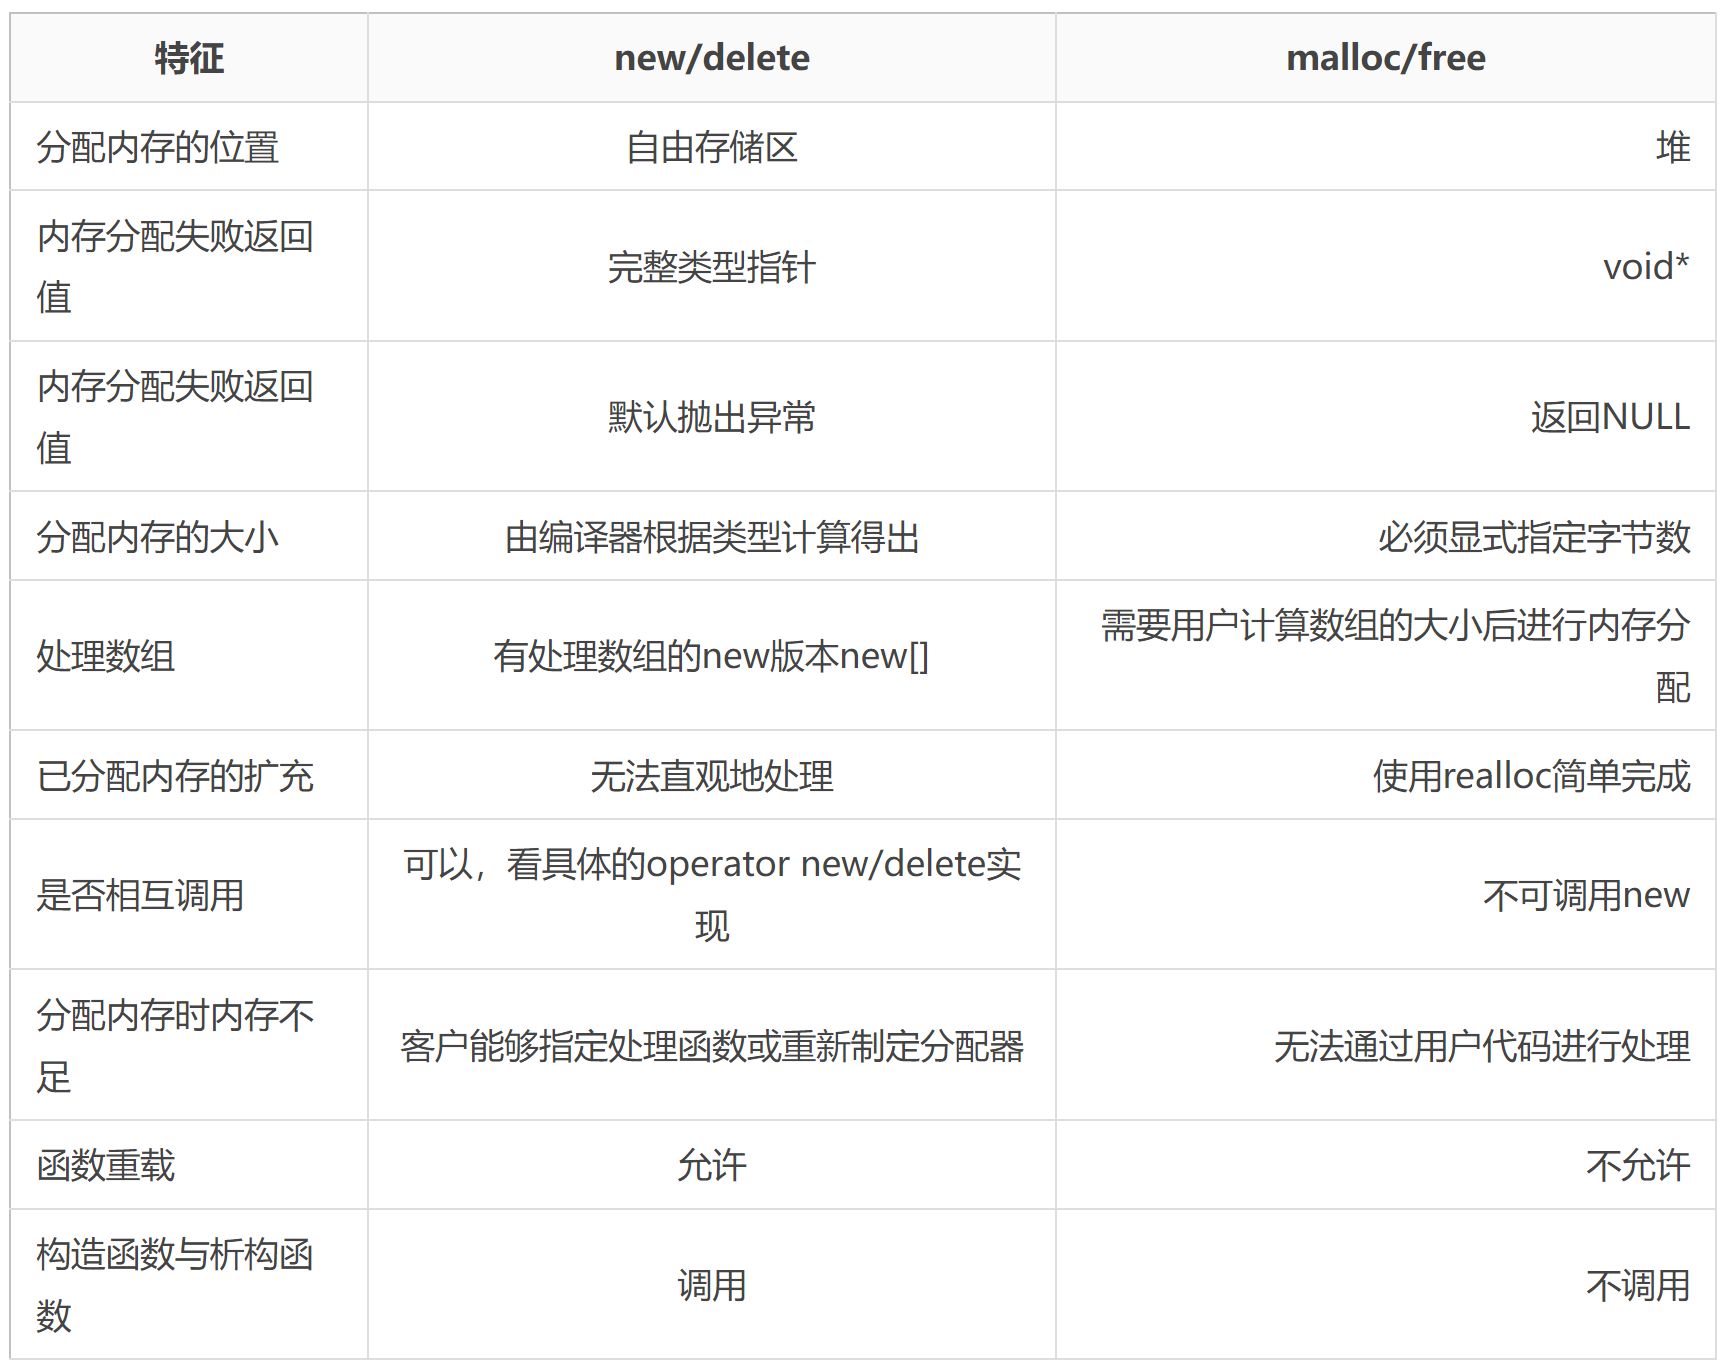 特征 new/delete malloc/free
分配内存的位置 自由存储区 堆
内存分配失败返回
值
完整类型指针 void*
内存分配失败返回
值
默认抛出异常 返回NULL
分配内存的大小 由编译器根据类型计算得出 必须显式指定字节数
处理数组 有处理数组的new版本new[]
需要用户计算数组的大小后进行内存分
配
已分配内存的扩充 无法直观地处理 使用realloc简单完成
是否相互调用
可以，看具体的operator new/delete实
现
不可调用new
分配内存时内存不
足
客户能够指定处理函数或重新制定分配器 无法通过用户代码进行处理
函数重载 允许 不允许
构造函数与析构函
数
调用 不调用